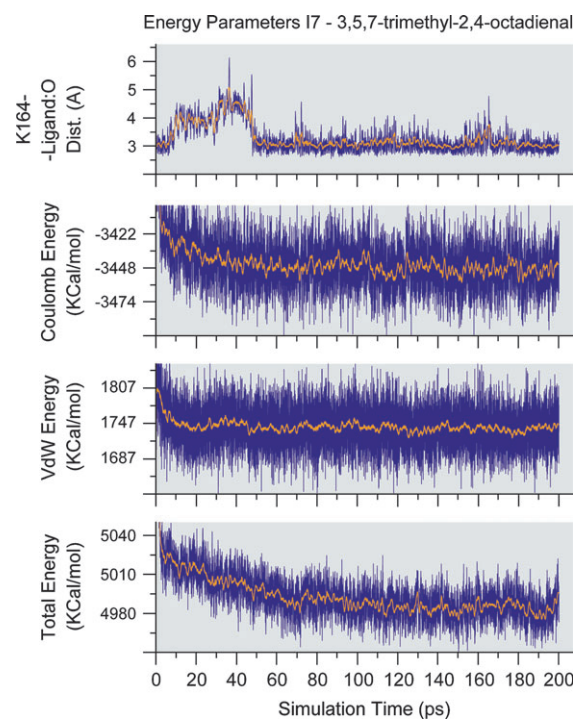 Energy Parameters I7 - 3,5,7-trimethyl-2,4-octadienal
K164-
-Ligand:O
Dist. (A)
6
5
4
3
Coulomb Energy
(KCal/mol)
-3422
-3448
-3474
VdW Energy
(KCal/mol)
1807
1747
1687
Total Energy
(KCal/mol)
5040
5010
4980
0 20 40 60 80 100 120 140 160 180 200
Simulation Time (ps)